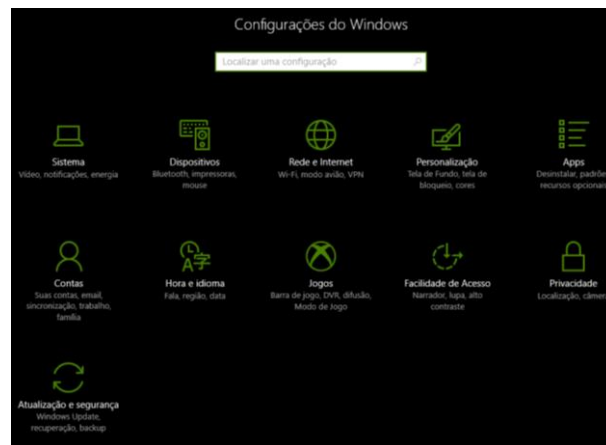 Configurações do Windows
Localizar uma configuração
Sistema
Vídeo, notificações, energia
Dispositivos
Bluetooth, impressoras,
mouse
Rede e Internet
Wi-Fi, modo avião, VPN
Personalização
Tela de Fundo, tela de
bloqueio, cores
Apps
Desinstalar, padrõe
recursos opcionais
Contas
Suas contas, email,
sincronização, trabalho,
família
Hora e idioma
Fala, região, data
Jogos
Barra de jogo, DVR, difusão,
Modo de Jogo
Facilidade de Acesso
Narrador, lupa, alto
contraste
Privacidade
Localização, câmer
Atualização e segurança
Windows Update,
recuperação, backup